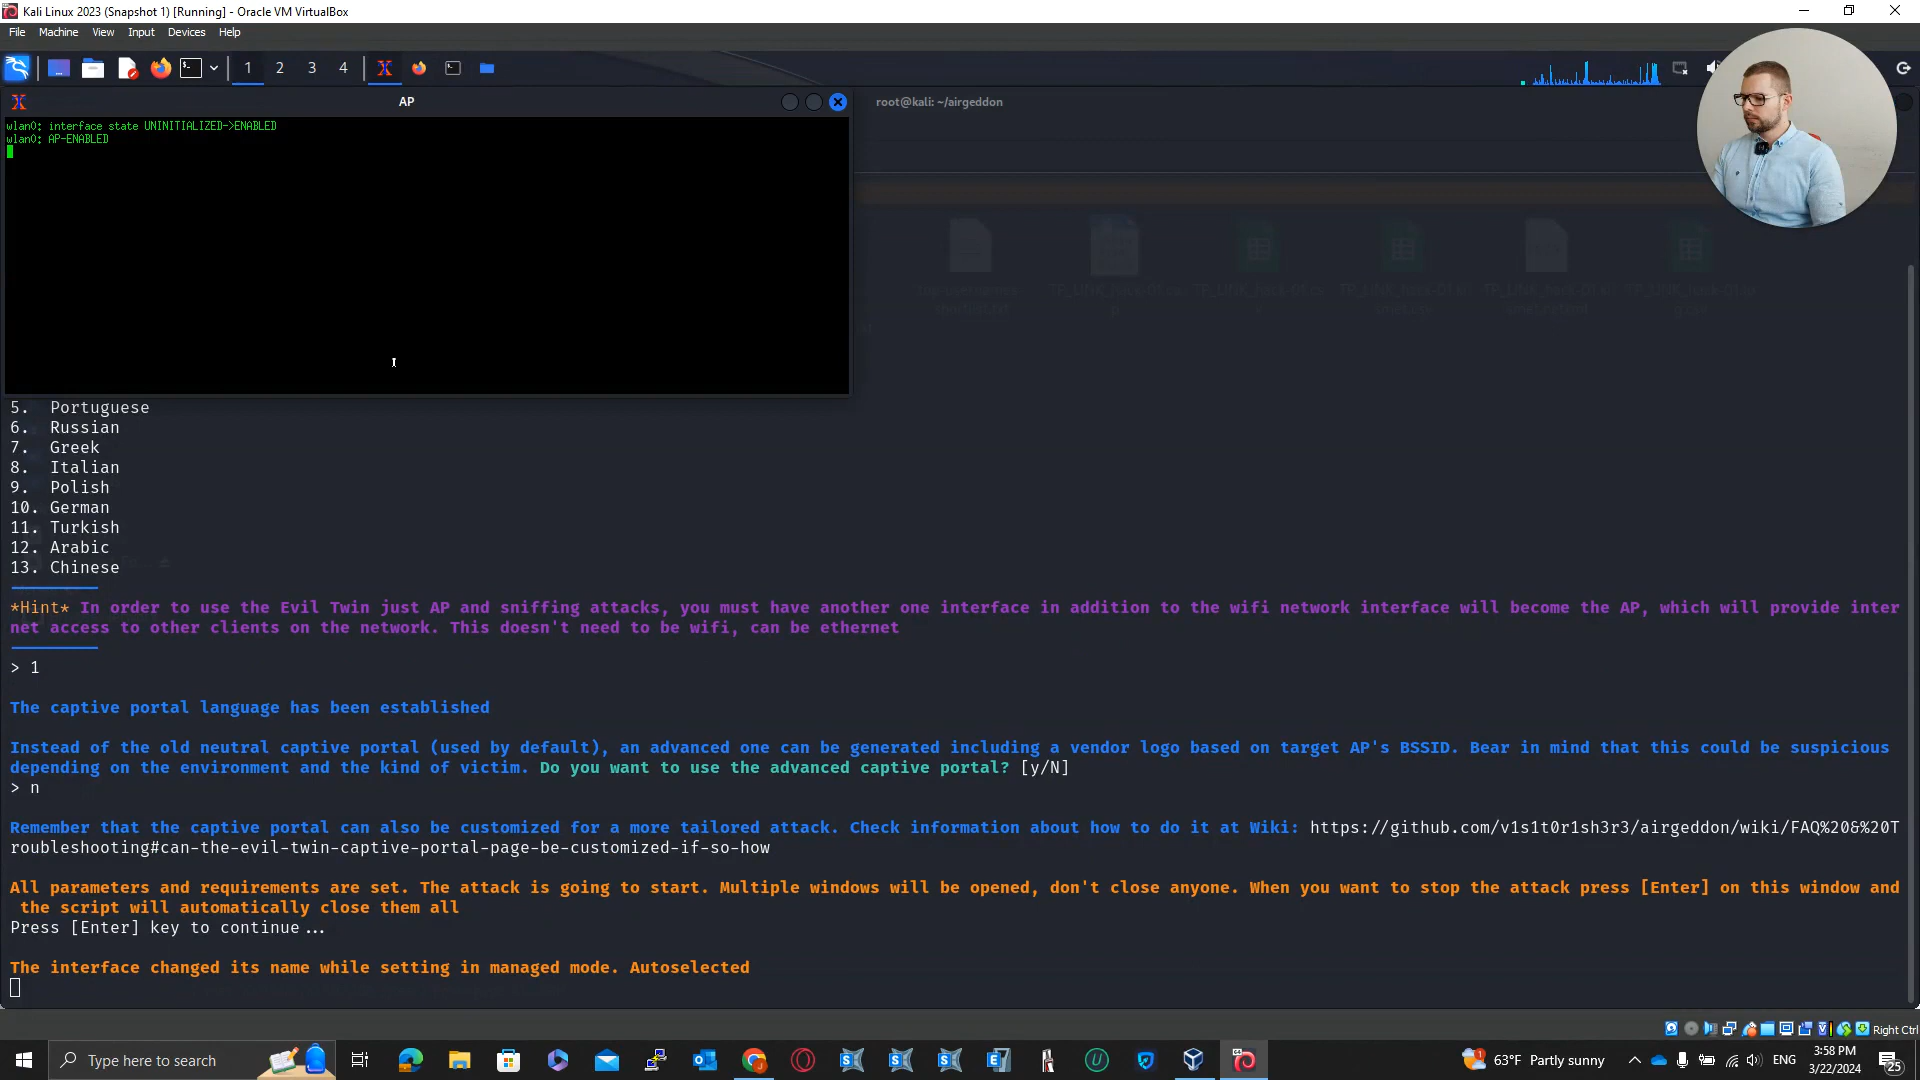 Kali Linux 2023 (Snapshot 1) [Running] - Oracle VM VirtualBox
File Machine View Input Devices Help
1 2 3 4
AP
root@kali: ~/airgeddon
wlan0: interface state UNINITIALIZED->ENABLED
wlan0: AP-ENABLED
5. Portuguese
6. Russian
7. Greek
8. Italian
9. Polish
10. German
11. Turkish
12. Arabic
13. Chinese
*Hint* In order to use the Evil Twin just AP and sniffing attacks, you must have another one interface in addition to the wifi network interface will become the AP, which will provide inter
net access to other clients on the network. This doesn't need to be wifi, can be ethernet
> 1
The captive portal language has been established
Instead of the old neutral captive portal (used by default), an advanced one can be generated including a vendor logo based on target AP's BSSID. Bear in mind that this could be suspicious
depending on the environment and the kind of victim. Do you want to use the advanced captive portal? [y/N]
> n
Remember that the captive portal can also be customized for a more tailored attack. Check information about how to do it at Wiki: https://github.com/v1s1t0r1sh3r3/airgeddon/wiki/FAQ%20&%20T
roubleshooting#can-the-evil-twin-captive-portal-page-be-customized-if-so-how
All parameters and requirements are set. The attack is going to start. Multiple windows will be opened, don't close anyone. When you want to stop the attack press [Enter] on this window and
the script will automatically close them all
Press [Enter] key to continue...
The interface changed its name while setting in managed mode. Autoselected
Right Ctrl
Type here to search
63°F Partly sunny
ENG
3:58 PM
3/22/2024
25